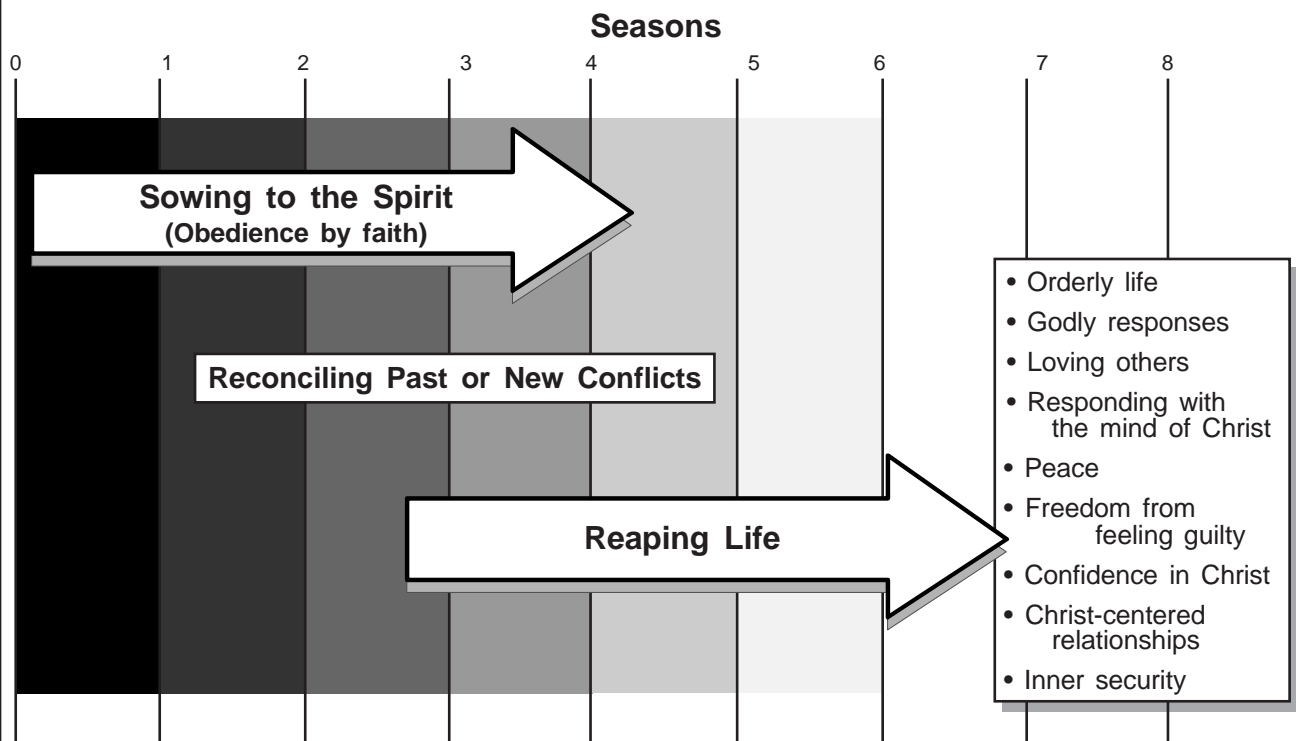 Seasons
0 1 2 3 4 5 6 7 8
Sowing to the Spirit
(Obedience by faith)
Reconciling Past or New Conflicts
Reaping Life
• Orderly life
• Godly responses
• Loving others
• Responding with
the mind of Christ
• Peace
• Freedom from
feeling guilty
• Confidence in Christ
• Christ-centered
relationships
• Inner security